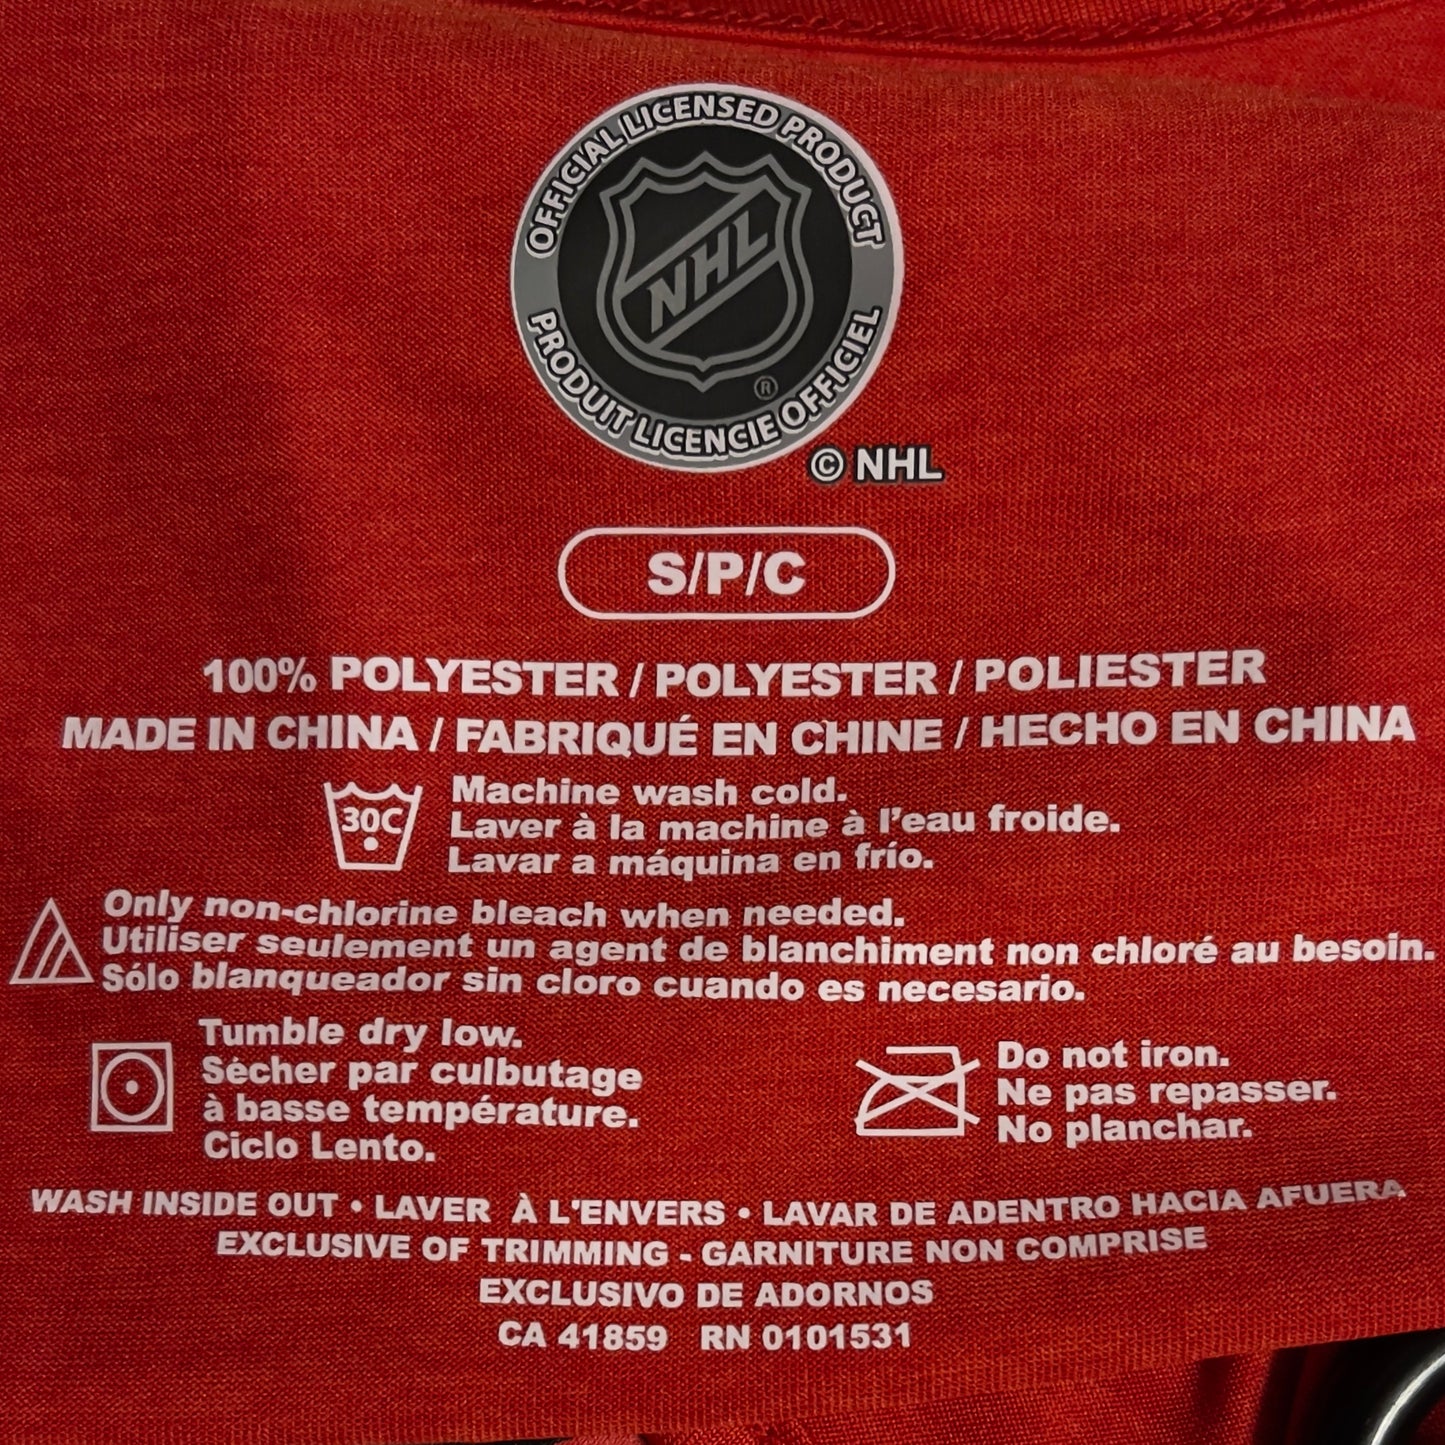 OFFICIAL LICENSED PRODUCT
NHL
®
PRODUIT LICENCIE OFFICIEL
© NHL
S/P/C
100% POLYESTER / POLYESTER / POLIESTER
MADE IN CHINA / FABRIQUÉ EN CHINE / HECHO EN CHINA
30C
Machine wash cold.
Laver à la machine à l'eau froide.
Lavar a máquina en frío.
Only non-chlorine bleach when needed.
Utiliser seulement un agent de blanchiment non chloré au besoin.
Sólo blanqueador sin cloro cuando es necesario.
Tumble dry low.
Sécher par culbutage
à basse température.
Ciclo Lento.
Do not iron.
Ne pas repasser.
No planchar.
WASH INSIDE OUT • LAVER À L'ENVERS • LAVAR DE ADENTRO HACIA AFUERA
EXCLUSIVE OF TRIMMING - GARNITURE NON COMPRISE
EXCLUSIVO DE ADORNOS
CA 41859 RN 0101531